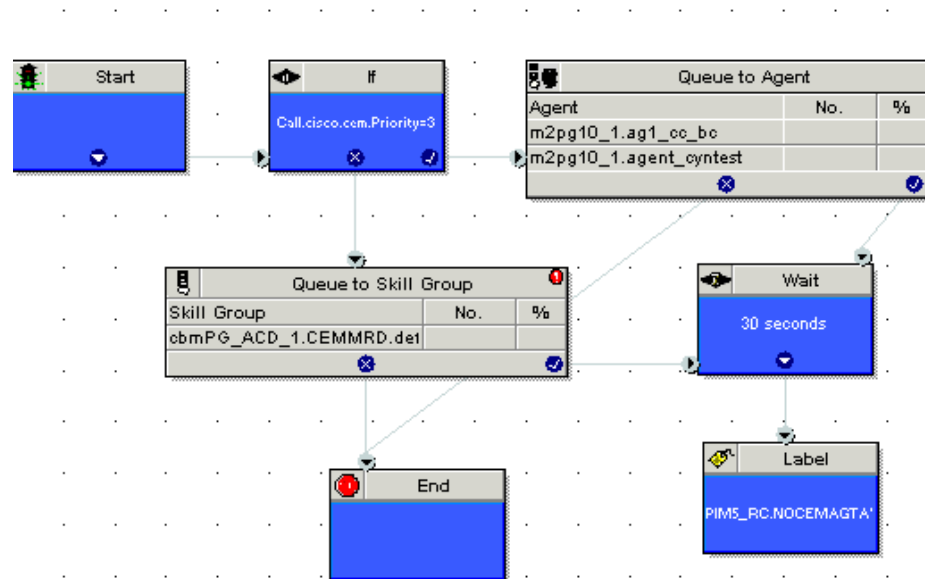 Start
If
Call.cisco.cem.Priority=3
Queue to Agent
Agent No. %
m2pg10_1.ag1_cc_bc
m2pg10_1.agent_cyntest
Queue to Skill Group
Skill Group No. %
cbmPG_ACD_1.CEMMRD.det
Wait
30 seconds
End
Label
PIM5_RC.NOCEMAGTA'